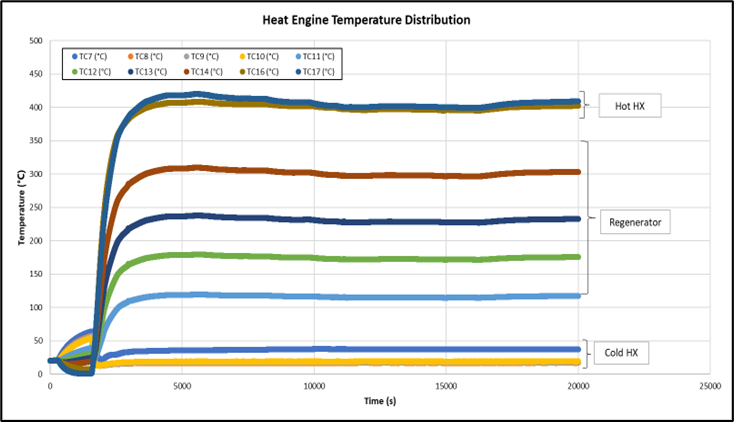 Heat Engine Temperature Distribution
500
450
400
350
300
250
200
150
100
50
0
Temperature (°C)
TC7 (°C) TC8 (°C) TC9 (°C) TC10 (°C) TC11 (°C)
TC12 (°C) TC13 (°C) TC14 (°C) TC16 (°C) TC17 (°C)
Hot HX
Regenerator
Cold HX
0 5000 10000 15000 20000 25000
Time (s)